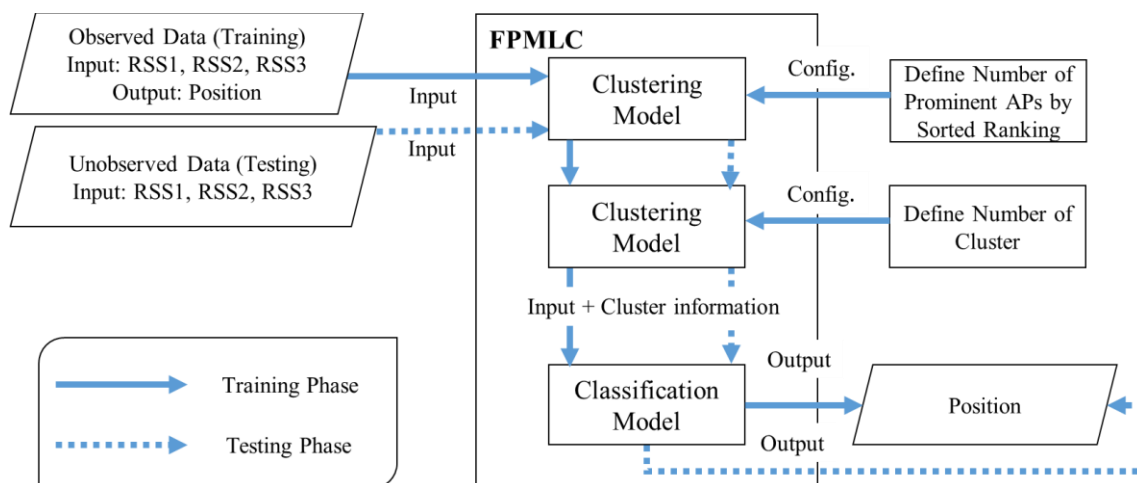 Observed Data (Training)
Input: RSS1, RSS2, RSS3
Output: Position
Input
Unobserved Data (Testing)
Input: RSS1, RSS2, RSS3
Input
FPMLC
Clustering
Model
Config.
Define Number of
Prominent APs by
Sorted Ranking
Clustering
Model
Config.
Define Number of
Cluster
Input + Cluster information
Classification
Model
Output
Output
Position
Training Phase
Testing Phase